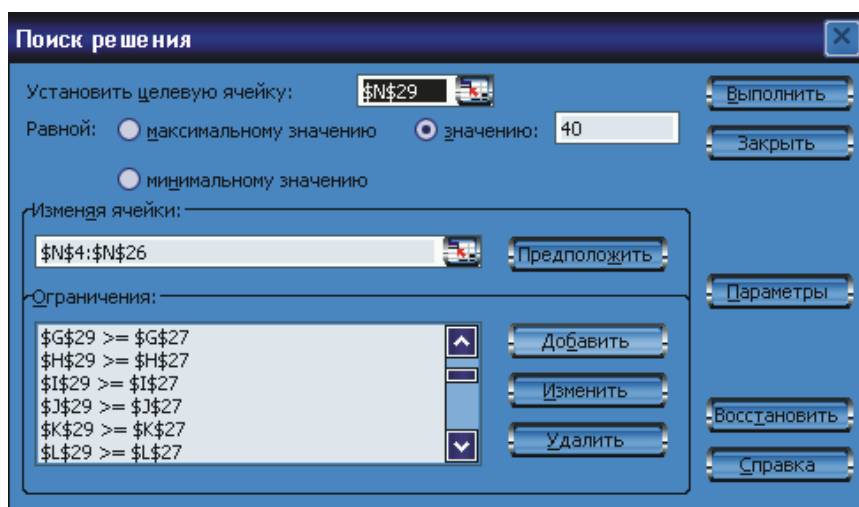 Поиск решения
Установить целевую ячейку: $N$29
Выполнить
Равной: максимальному значению значению: 40
Закрыть
минимальному значению
Изменяя ячейки:
$N$4:$N$26
Предположить
Параметры
Ограничения:
$G$29 >= $G$27
$H$29 >= $H$27
$I$29 >= $I$27
$J$29 >= $J$27
$K$29 >= $K$27
$L$29 >= $L$27
Добавить
Изменить
Удалить
Восстановить
Справка